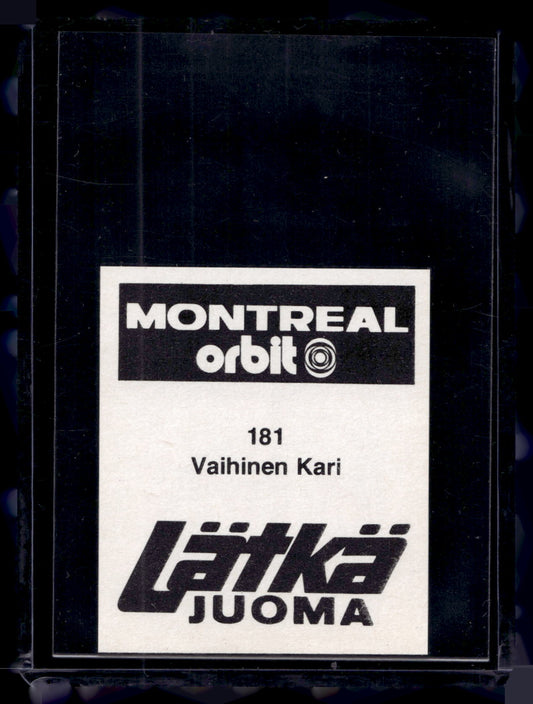 MONTREAL
orbit
181
Vaihinen Kari
Lätkä
JUOMA